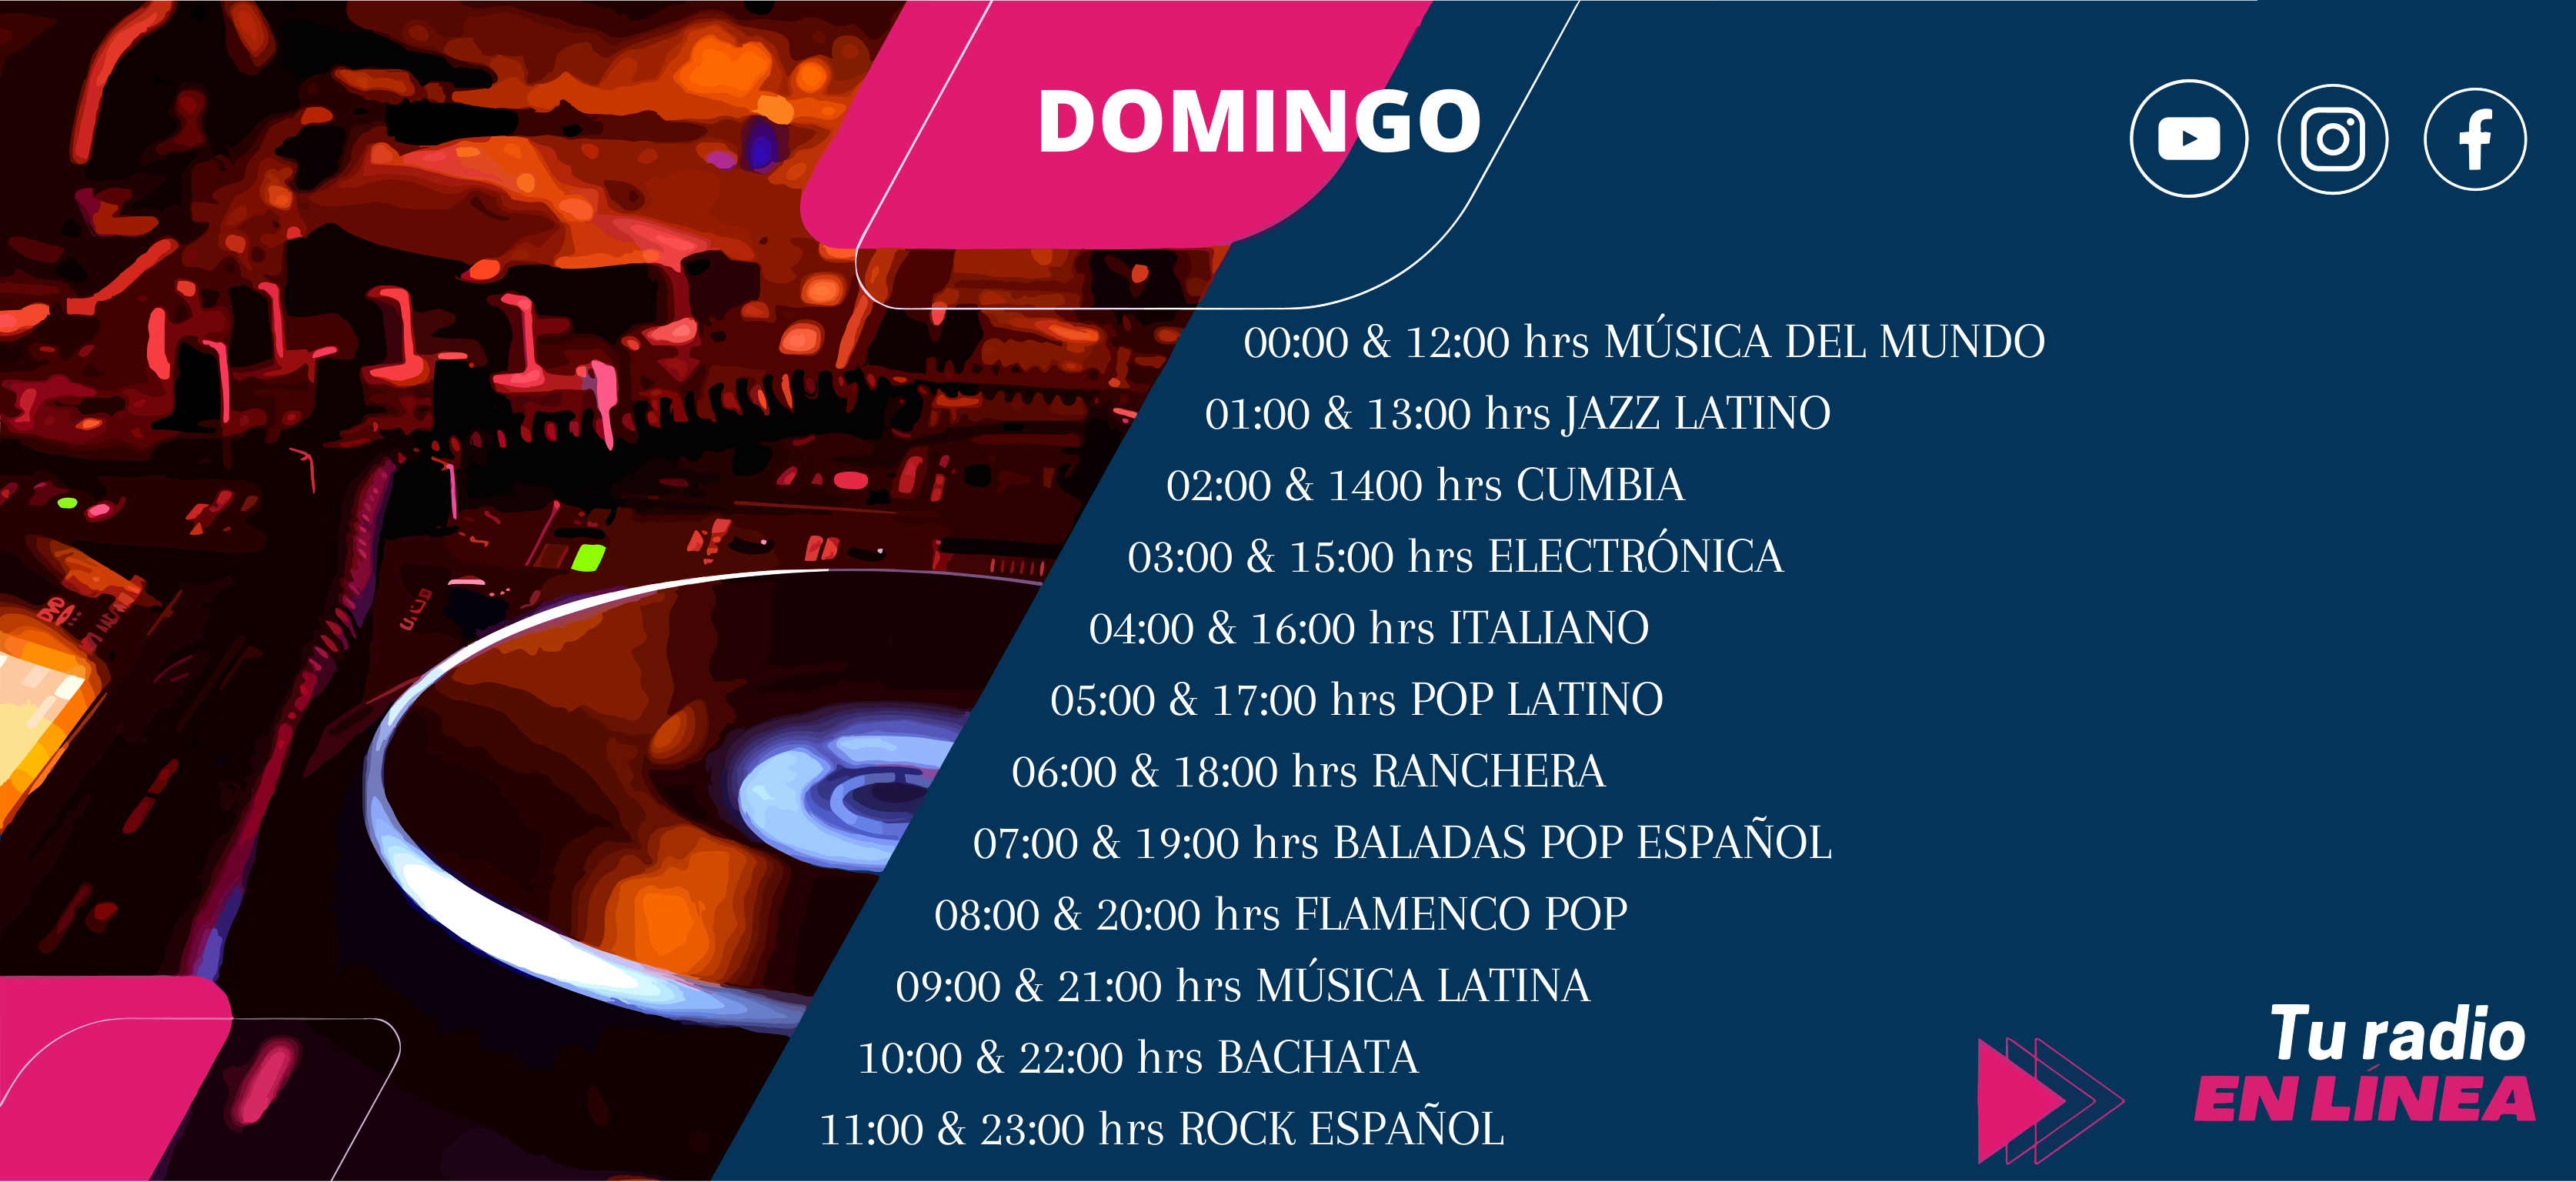 DOMINGO
00:00 & 12:00 hrs MÚSICA DEL MUNDO
01:00 & 13:00 hrs JAZZ LATINO
02:00 & 1400 hrs CUMBIA
03:00 & 15:00 hrs ELECTRÓNICA
04:00 & 16:00 hrs ITALIANO
05:00 & 17:00 hrs POP LATINO
06:00 & 18:00 hrs RANCHERA
07:00 & 19:00 hrs BALADAS POP ESPAÑOL
08:00 & 20:00 hrs FLAMENCO POP
09:00 & 21:00 hrs MÚSICA LATINA
10:00 & 22:00 hrs BACHATA
11:00 & 23:00 hrs ROCK ESPAÑOL
Tu radio
EN LÍNEA